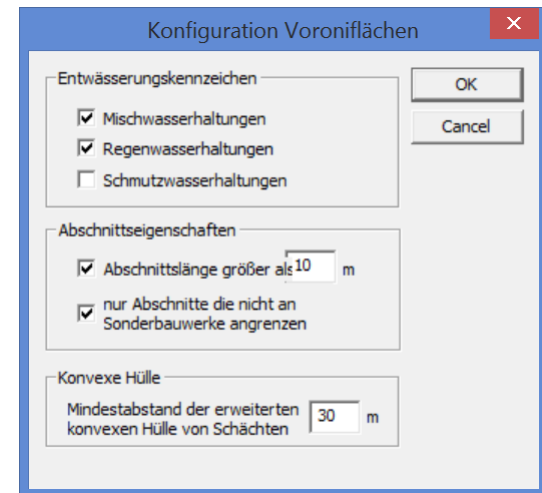 Konfiguration Voroniflächen
Entwässerungskennzeichen
OK
Mischwasserhaltungen
Cancel
Regenwasserhaltungen
Schmutzwasserhaltungen
Abschnittseigenschaften
Abschnittslänge größer als 10 m
nur Abschnitte die nicht an
Sonderbauwerke angrenzen
Konvexe Hülle
Mindestabstand der erweiterten
konvexen Hülle von Schächten 30 m